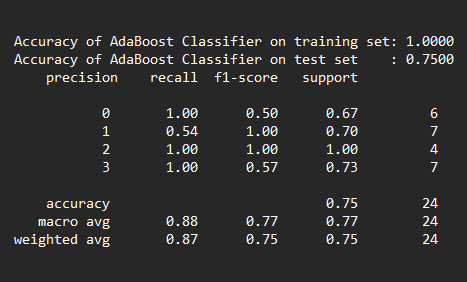 Accuracy of AdaBoost Classifier on training set: 1.0000
Accuracy of AdaBoost Classifier on test set    : 0.7500
precision    recall  f1-score   support
0       1.00      0.50      0.67         6
1       0.54      1.00      0.70         7
2       1.00      1.00      1.00         4
3       1.00      0.57      0.73         7
accuracy                           0.75        24
macro avg       0.88      0.77      0.77        24
weighted avg       0.87      0.75      0.75        24